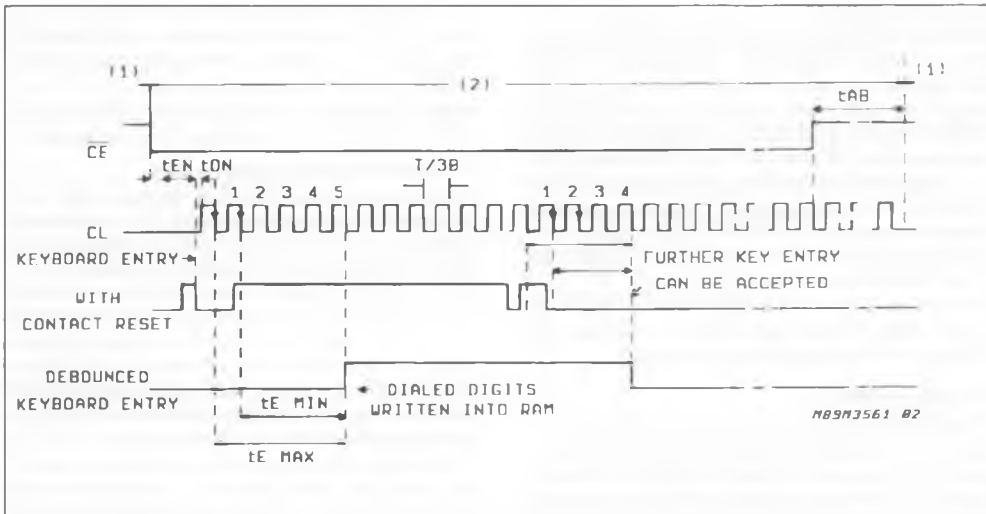 (1) (2) (1)
tAB
CE
tEN tON T/3B
1 2 3 4 5 1 2 3 4
CL
KEYBOARD ENTRY
FURTHER KEY ENTRY
CAN BE ACCEPTED
WITH
CONTACT RESET
DEBOUNCED
KEYBOARD ENTRY
DIALED DIGITS
WRITTEN INTO RAM
tE MIN
M89M3561 02
tE MAX